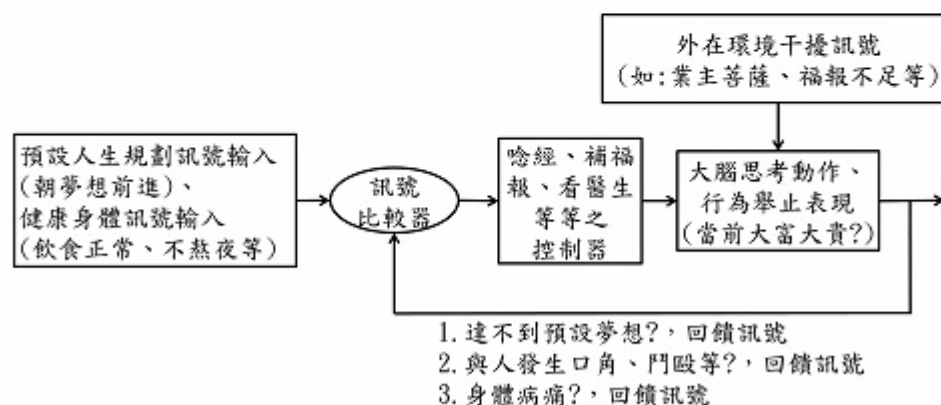 外在環境干擾訊號
(如:業主菩薩、福報不足等)
預設人生規劃訊號輸入
(朝夢想前進)、
健康身體訊號輸入
(飲食正常、不熬夜等)
訊號
比較器
唸經、補福
報、看醫生
等等之
控制器
大腦思考動作、
行為舉止表現
(當前大富大貴?)
1.達不到預設夢想?,回饋訊號
2.與人發生口角、鬥毆等?,回饋訊號
3.身體病痛?,回饋訊號